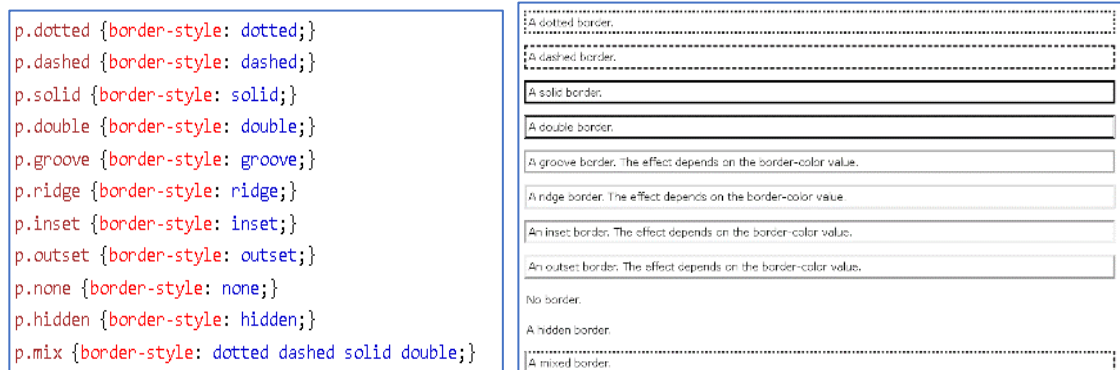 p.dotted {border-style: dotted;}
p.dashed {border-style: dashed;}
p.solid {border-style: solid;}
p.double {border-style: double;}
p.groove {border-style: groove;}
p.ridge {border-style: ridge;}
p.inset {border-style: inset;}
p.outset {border-style: outset;}
p.none {border-style: none;}
p.hidden {border-style: hidden;}
p.mix {border-style: dotted dashed solid double;}
A dotted border.
A dashed border.
A solid border.
A double border.
A groove border. The effect depends on the border-color value.
A ridge border. The effect depends on the border-color value.
An inset border. The effect depends on the border-color value.
An outset border. The effect depends on the border-color value.
No border.
A hidden border.
A mixed border.